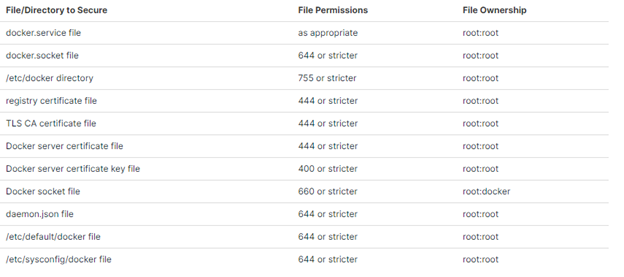 File/Directory to Secure File Permissions File Ownership
docker.service file as appropriate root:root
docker.socket file 644 or stricter root:root
/etc/docker directory 755 or stricter root:root
registry certificate file 444 or stricter root:root
TLS CA certificate file 444 or stricter root:root
Docker server certificate file 444 or stricter root:root
Docker server certificate key file 400 or stricter root:root
Docker socket file 660 or stricter root:docker
daemon.json file 644 or stricter root:root
/etc/default/docker file 644 or stricter root:root
/etc/sysconfig/docker file 644 or stricter root:root